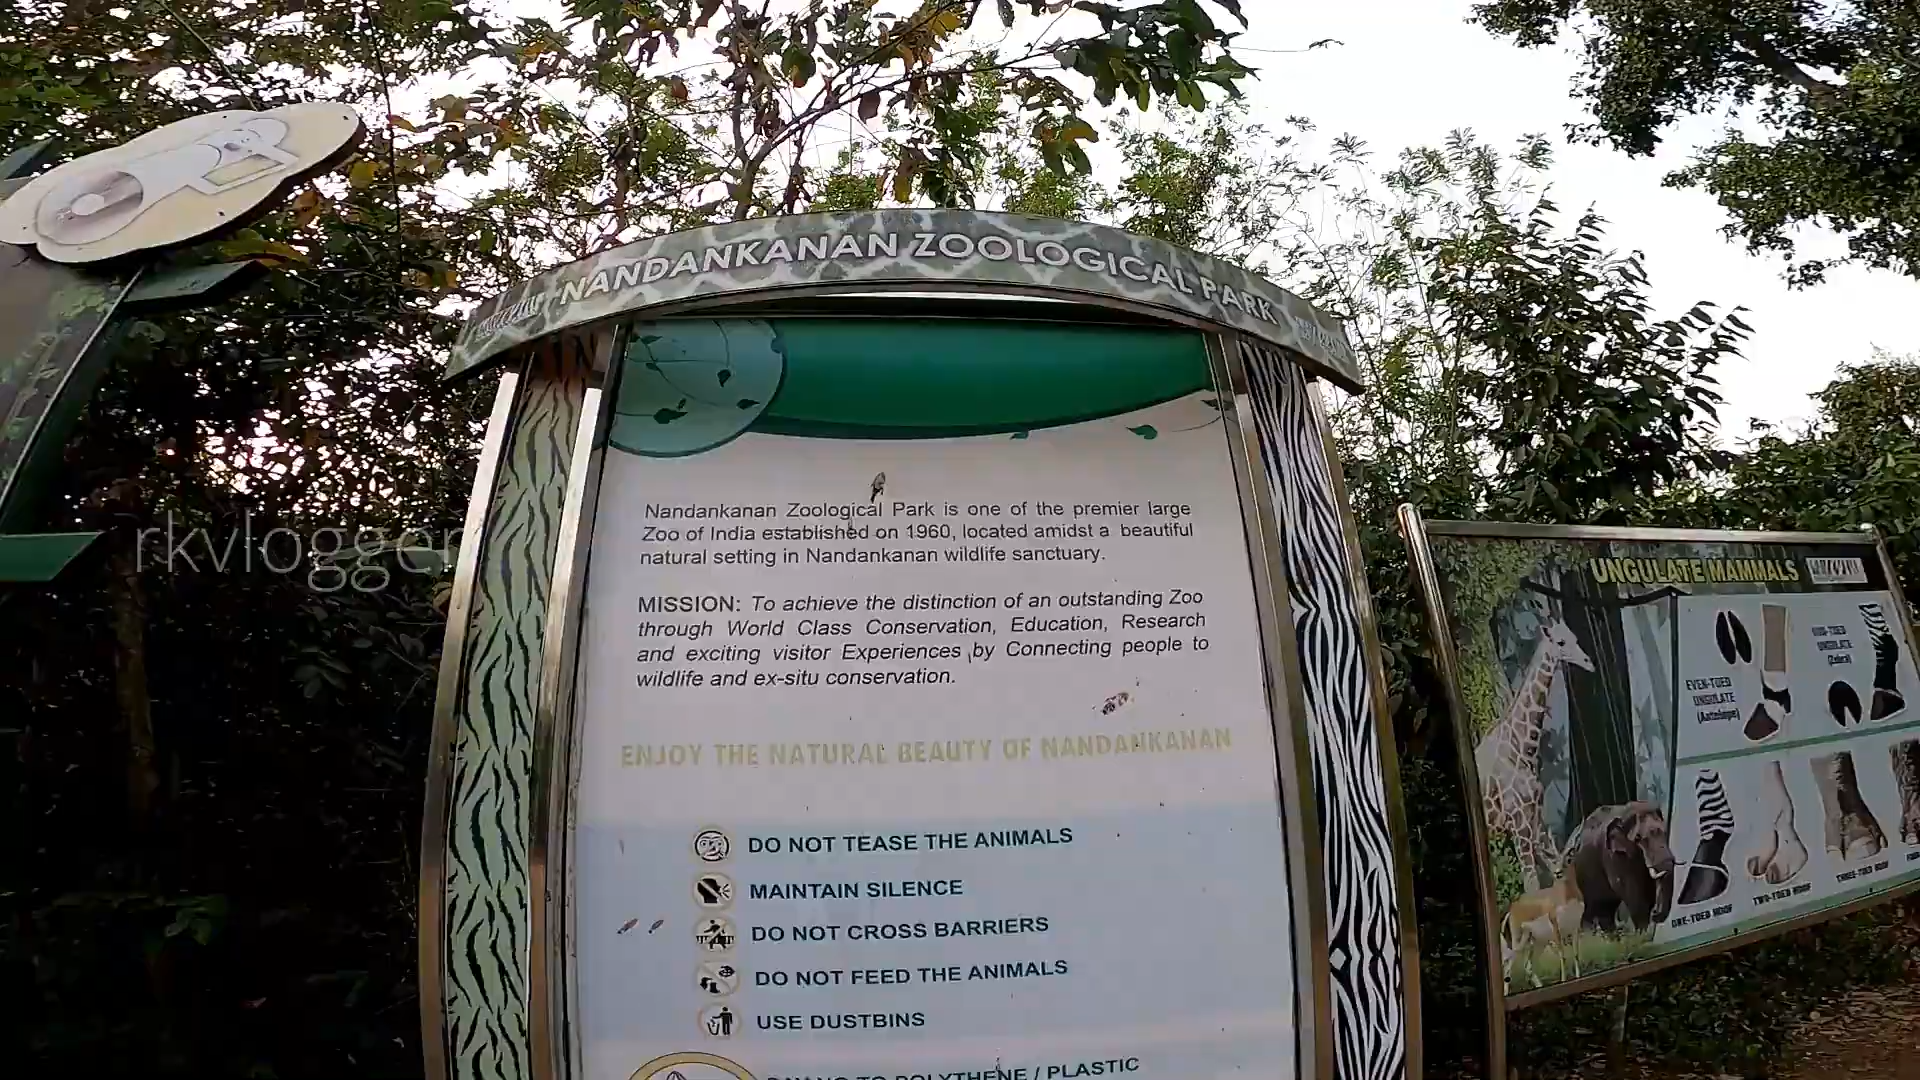 NANDANKANAN ZOOLOGICAL PARK
Nandankanan Zoological Park is one of the premier large
Zoo of India established on 1960, located amidst a beautiful
natural setting in Nandankanan wildlife sanctuary.
MISSION: To achieve the distinction of an outstanding Zoo
through World Class Conservation, Education, Research
and exciting visitor Experiences by Connecting people to
wildlife and ex-situ conservation.
ENJOY THE NATURAL BEAUTY OF NANDANKANAN
DO NOT TEASE THE ANIMALS
MAINTAIN SILENCE
DO NOT CROSS BARRIERS
DO NOT FEED THE ANIMALS
USE DUSTBINS
SAY NO TO POLYTHENE / PLASTIC
rkvlogger
UNGULATE MAMMALS
EVEN-TOED
UNGULATE
(Antelope)
ODD-TOED
UNGULATE
(Zebra)
ONE-TOED HOOF
TWO-TOED HOOF
THREE-TOED HOOF